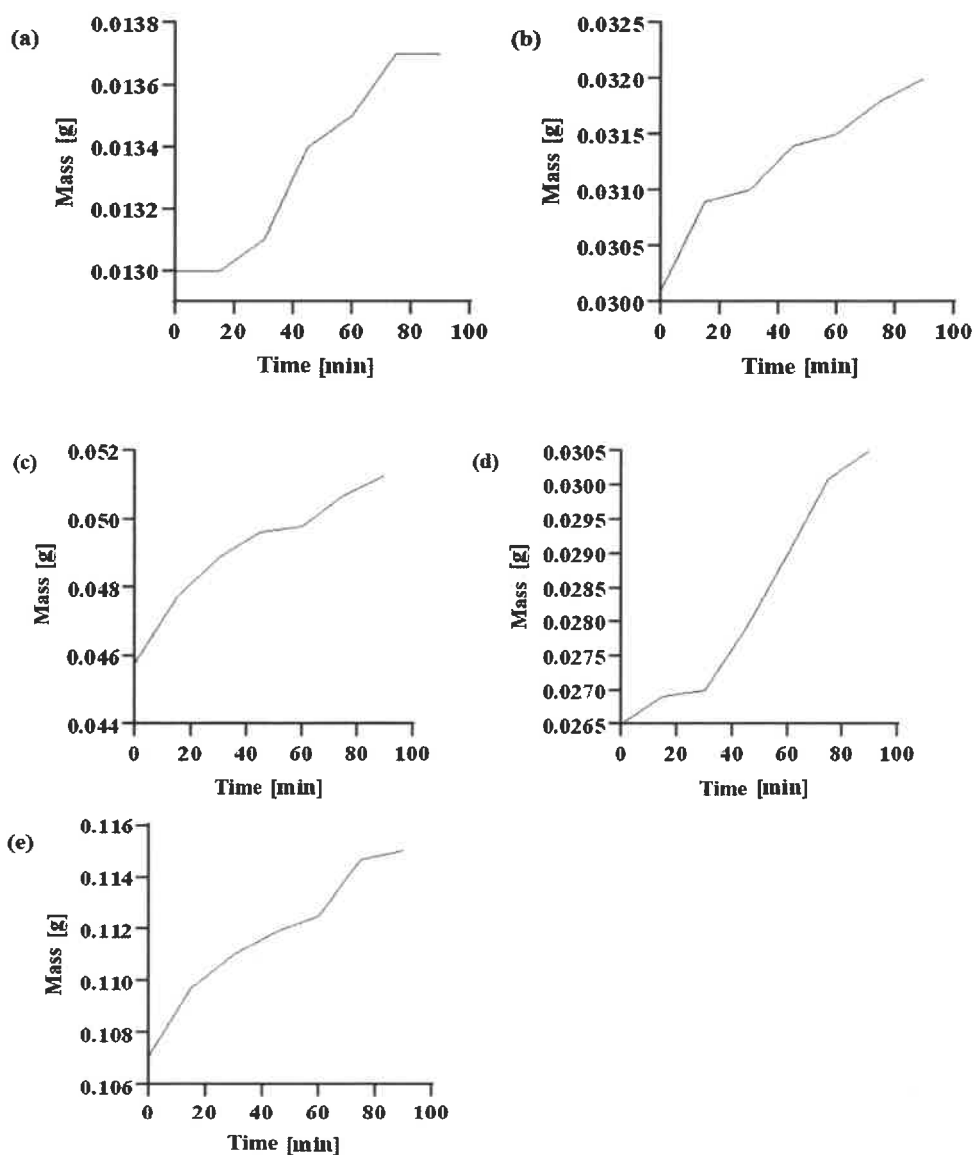 (a)
0.0138
0.0136
0.0134
0.0132
0.0130
Mass [g]
0 20 40 60 80 100
Time [min]
(b)
0.0325
0.0320
0.0315
0.0310
0.0305
0.0300
Mass [g]
0 20 40 60 80 100
Time [min]
(c)
0.052
0.050
0.048
0.046
0.044
Mass [g]
0 20 40 60 80 100
Time [min]
(d)
0.0305
0.0300
0.0295
0.0290
0.0285
0.0280
0.0275
0.0270
0.0265
Mass [g]
0 20 40 60 80 100
Time [min]
(e)
0.116
0.114
0.112
0.110
0.108
0.106
Mass [g]
0 20 40 60 80 100
Time [min]